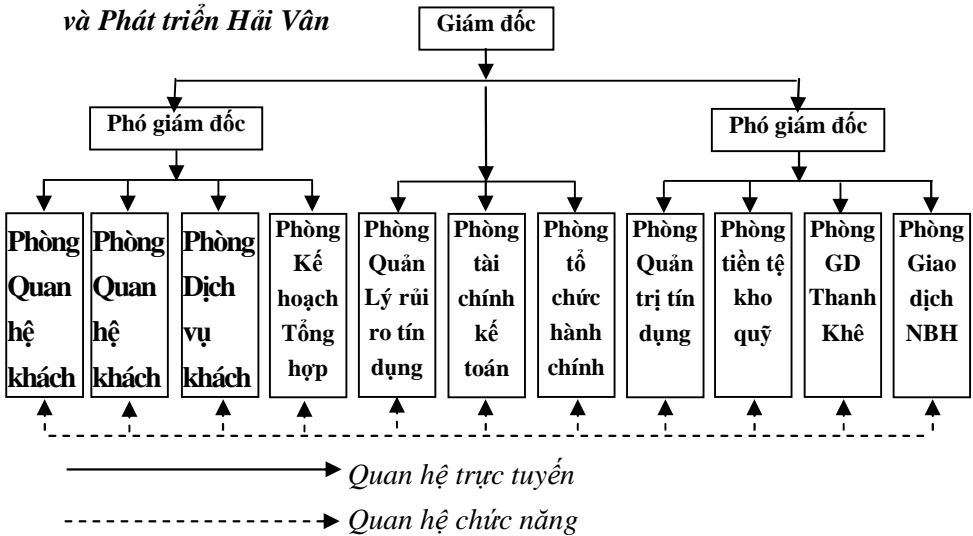 và Phát triển Hải Vân
Giám đốc
Phó giám đốc
Phó giám đốc
Phòng
Quan
hệ
khách
Phòng
Quan
hệ
khách
Phòng
Dịch
vụ
khách
Phòng
Kế
hoạch
Tổng
hợp
Phòng
Quản
Lý rủi
ro tín
dụng
Phòng
tài
chính
kế
toán
Phòng
tổ
chức
hành
chính
Phòng
Quản
trị tín
dụng
Phòng
tiền tệ
kho
quỹ
Phòng
GD
Thanh
Khê
Phòng
Giao
dịch
NBH
Quan hệ trực tuyến
Quan hệ chức năng